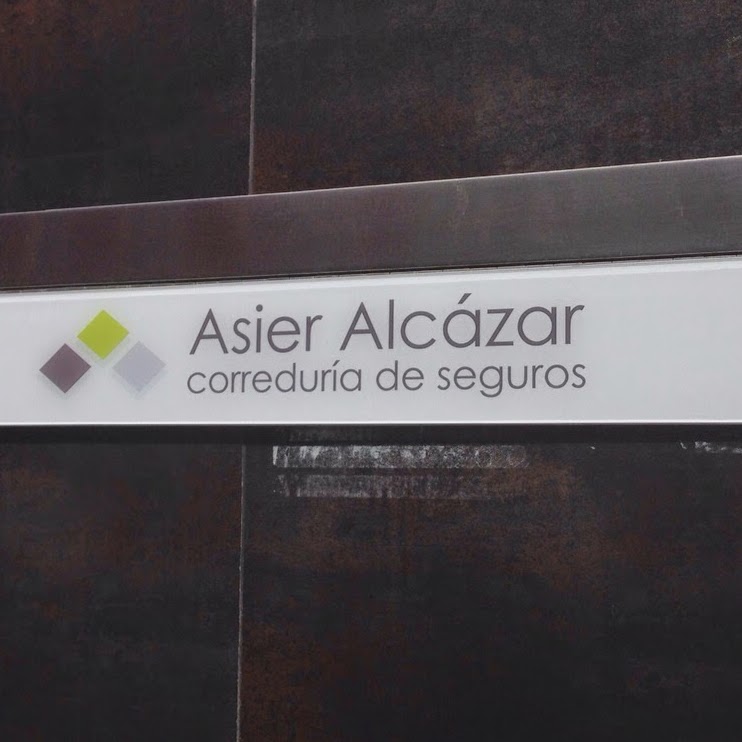 Asier Alcázar
correduría de seguros